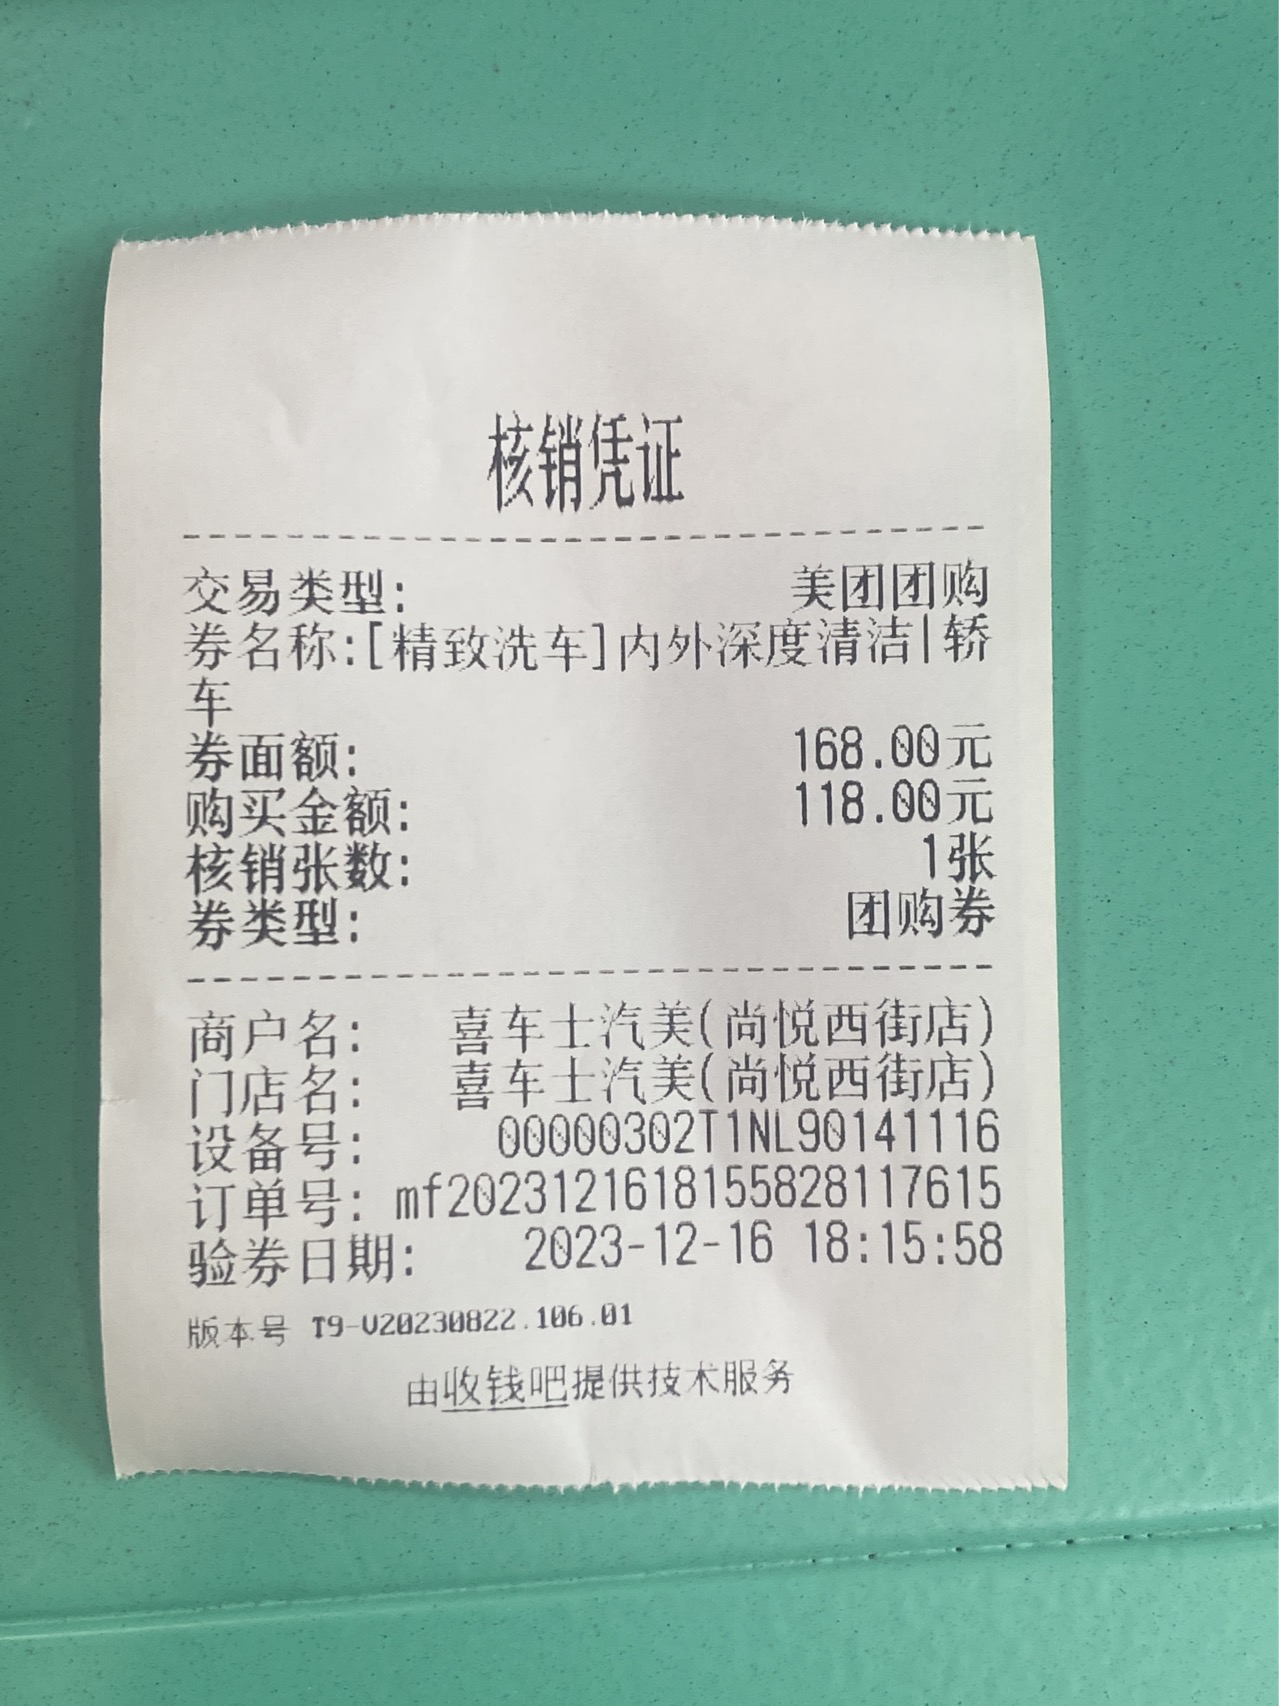 核销凭证
交易类型: 美团团购
券名称:[精致洗车]内外深度清洁|轿
车
券面额: 168.00元
购买金额: 118.00元
核销张数: 1张
券类型: 团购券
商户名: 喜车士汽美(尚悦西街店)
门店名: 喜车士汽美(尚悦西街店)
设备号: 00000302T1NL90141116
订单号: mf2023121618155828117615
验券日期: 2023-12-16 18:15:58
版本号 T9-V20230822.106.01
由收钱吧提供技术服务